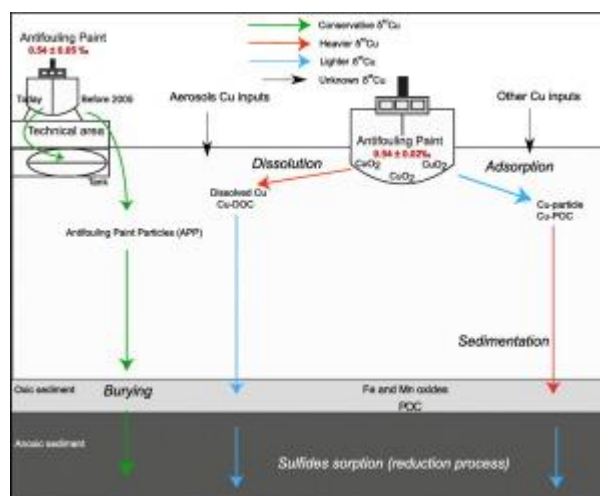 Antifouling Paint
0.54 ± 0.05 ‰
Conservative δ⁶⁵Cu
Heavier δ⁶⁵Cu
Lighter δ⁶⁵Cu
Unknown δ⁶⁵Cu
Today
Before 2005
Technical area
Tank
Aerosols Cu inputs
Other Cu inputs
Antifouling Paint
0.54 ± 0.02‰
CuO₂
CuO₂
CuO₂
Dissolution
Adsorption
Dissolved Cu
Cu-DOC
Cu-particle
Cu-POC
Antifouling Paint Particles (APP)
Sedimentation
Oxic sediment
Burying
Fe and Mn oxides
POC
Anoxic sediment
Sulfides sorption (reduction process)